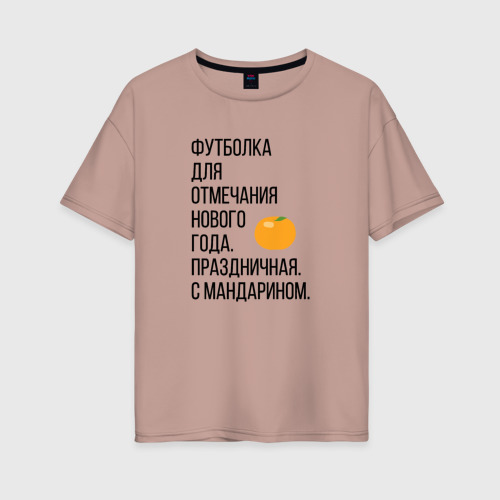 ФУТБОЛКА
ДЛЯ
ОТМЕЧАНИЯ
НОВОГО
ГОДА.
ПРАЗДНИЧНАЯ.
С МАНДАРИНОМ.